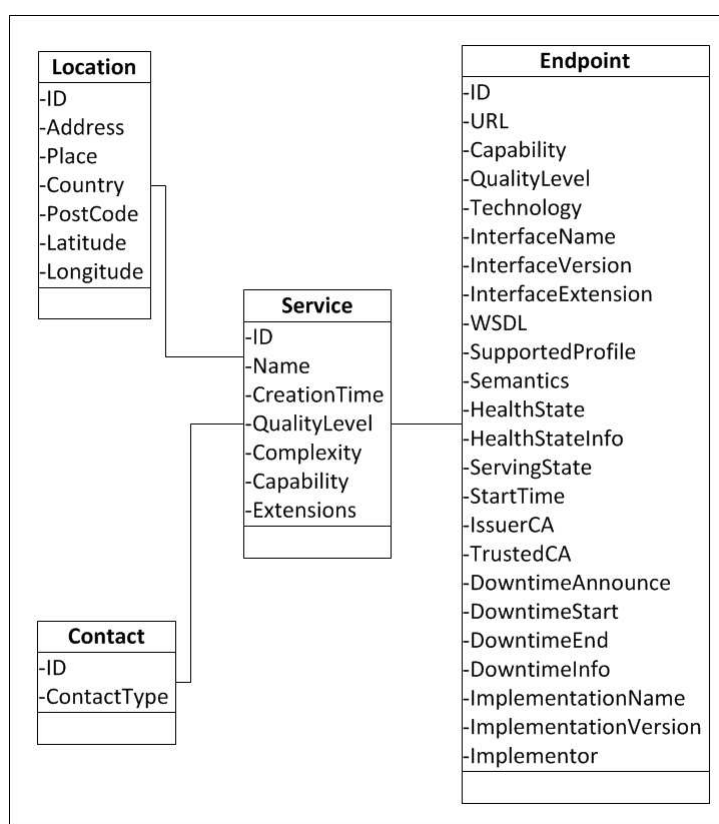 Location
-ID
-Address
-Place
-Country
-PostCode
-Latitude
-Longitude
Service
-ID
-Name
-CreationTime
-QualityLevel
-Complexity
-Capability
-Extensions
Contact
-ID
-ContactType
Endpoint
-ID
-URL
-Capability
-QualityLevel
-Technology
-InterfaceName
-InterfaceVersion
-InterfaceExtension
-WSDL
-SupportedProfile
-Semantics
-HealthState
-HealthStateInfo
-ServingState
-StartTime
-IssuerCA
-TrustedCA
-DowntimeAnnounce
-DowntimeStart
-DowntimeEnd
-DowntimeInfo
-ImplementationName
-ImplementationVersion
-Implementor